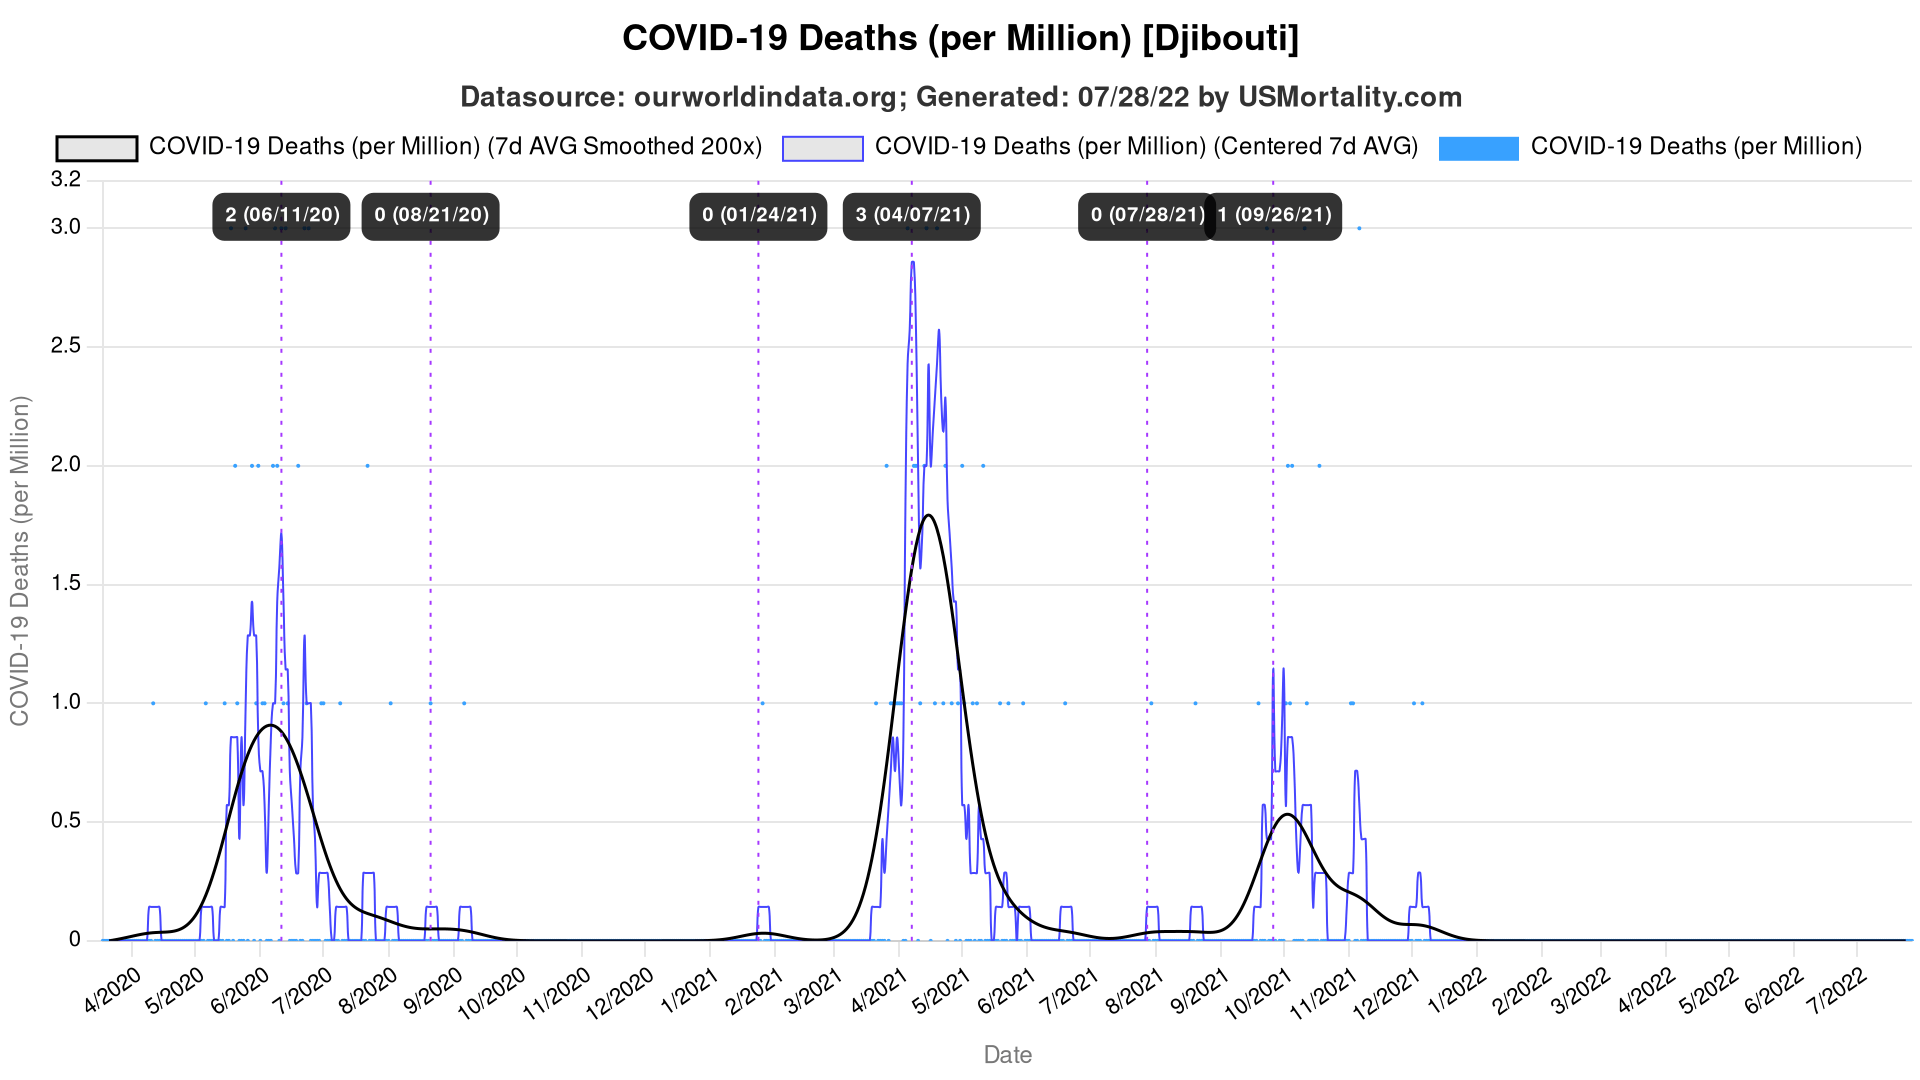 COVID-19 Deaths (per Million) [Djibouti]
Datasource: ourworldindata.org; Generated: 07/28/22 by USMortality.com
COVID-19 Deaths (per Million) (7d AVG Smoothed 200x) COVID-19 Deaths (per Million) (Centered 7d AVG) COVID-19 Deaths (per Million)
2 (06/11/20) 0 (08/21/20) 0 (01/24/21) 3 (04/07/21) 0 (07/28/21) 1 (09/26/21)
COVID-19 Deaths (per Million)
3.2
3.0
2.5
2.0
1.5
1.0
0.5
0
4/2020 5/2020 6/2020 7/2020 8/2020 9/2020 10/2020 11/2020 12/2020 1/2021 2/2021 3/2021 4/2021 5/2021 6/2021 7/2021 8/2021 9/2021 10/2021 11/2021 12/2021 1/2022 2/2022 3/2022 4/2022 5/2022 6/2022 7/2022
Date